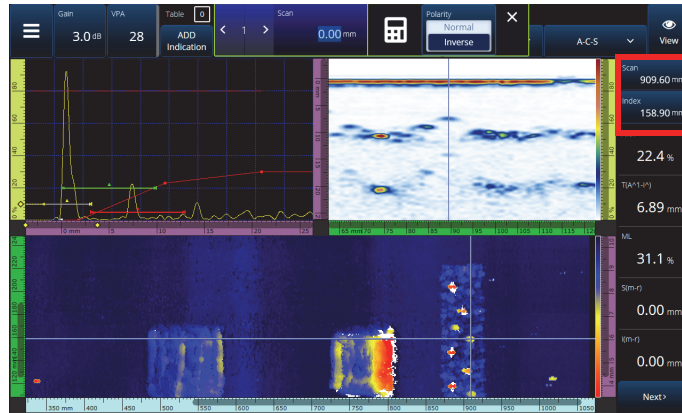 Gain
3.0 dB
VPA
28
Table 0
ADD
Indication
< 1 >
Scan
0.00 mm
Polarity
Normal
Inverse
×
A-C-S
View
Scan
909.60 mm
Index
158.90 mm
22.4 %
T(A^1-I^)
6.89 mm
ML
31.1 %
S(m-r)
0.00 mm
I(m-r)
0.00 mm
Next>
0 mm 5 10 15 20 25
65 mm 70 75 80 85 90 95 100 105 110 115
350 mm 400 450 500 550 600 650 700 750 800 850 900 950 1000 1050